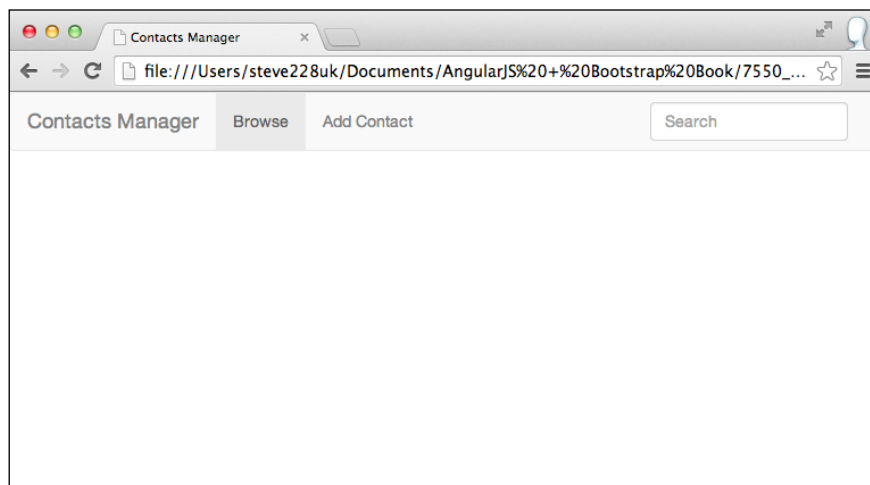 Contacts Manager
file:///Users/steve228uk/Documents/AngularJS%20+%20Bootstrap%20Book/7550_...
Contacts Manager Browse Add Contact Search